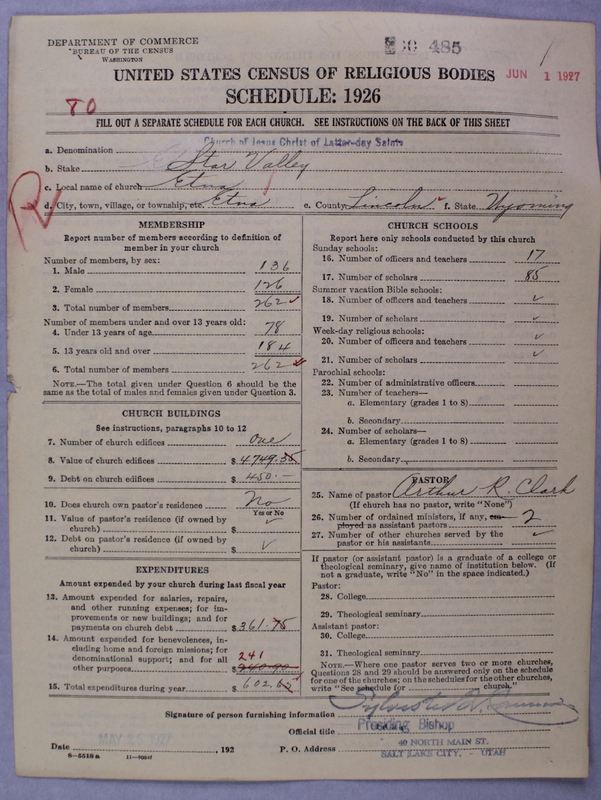 DEPARTMENT OF COMMERCE
BUREAU OF THE CENSUS
WASHINGTON
485
UNITED STATES CENSUS OF RELIGIOUS BODIES
JUN 1 1927
SCHEDULE: 1926
80
FILL OUT A SEPARATE SCHEDULE FOR EACH CHURCH. SEE INSTRUCTIONS ON THE BACK OF THIS SHEET
a. Denomination Church of Jesus Christ of Latter-day Saints
b. Stake Star Valley
c. Local name of church Etna
d. City, town, village, or township, etc. Etna e. County Lincoln f. State Wyoming
R
MEMBERSHIP
Report number of members according to definition of member in your church
Number of members, by sex:
1. Male 136
2. Female 126
3. Total number of members 262
Number of members under and over 13 years old:
4. Under 13 years of age 78
5. 13 years old and over 184
6. Total number of members 262
NOTE.—The total given under Question 6 should be
the same as the total of males and females given under Question 3.
CHURCH BUILDINGS
See instructions, paragraphs 10 to 12
7. Number of church edifices one
8. Value of church edifices $ 4749.35
9. Debt on church edifices $ 450.—
10. Does church own pastor's residence No
Yes or No
11. Value of pastor's residence (if owned by
church) $
12. Debt on pastor's residence (if owned by
church) $
EXPENDITURES
Amount expended by your church during last fiscal year
13. Amount expended for salaries, repairs,
and other running expenses; for im-
provements or new buildings; and for
payments on church debt $ 361.75
14. Amount expended for benevolences, in-
cluding home and foreign missions; for
denominational support; and for all
other purposes $ 241
15. Total expenditures during year $ 602.65
CHURCH SCHOOLS
Report here only schools conducted by this church
Sunday schools:
16. Number of officers and teachers 17
17. Number of scholars 85
Summer vacation Bible schools:
18. Number of officers and teachers ✓
19. Number of scholars ✓
Week-day religious schools:
20. Number of officers and teachers ✓
21. Number of scholars ✓
Parochial schools:
22. Number of administrative officers
23. Number of teachers—
a. Elementary (grades 1 to 8)
b. Secondary
24. Number of scholars—
a. Elementary (grades 1 to 8)
b. Secondary
PASTOR
25. Name of pastor Arthur R. Clark
(If church has no pastor, write "None")
26. Number of ordained ministers, if any, em-
ployed as assistant pastors 2
27. Number of other churches served by the
pastor or his assistants ✓
If pastor (or assistant pastor) is a graduate of a college or
theological seminary, give name of institution below. (If
not a graduate, write "No" in the space indicated.)
Pastor:
28. College
29. Theological seminary
Assistant pastor:
30. College
31. Theological seminary
NOTE.—Where one pastor serves two or more churches,
Questions 28 and 29 should be answered only on the schedule
for one of the churches; on the schedules for the other churches,
write "See schedule for church."
Signature of person furnishing information Sylvester Q. Cannon
Official title Presiding Bishop
Date , 192 P. O. Address 40 NORTH MAIN ST.
SALT LAKE CITY, - UTAH